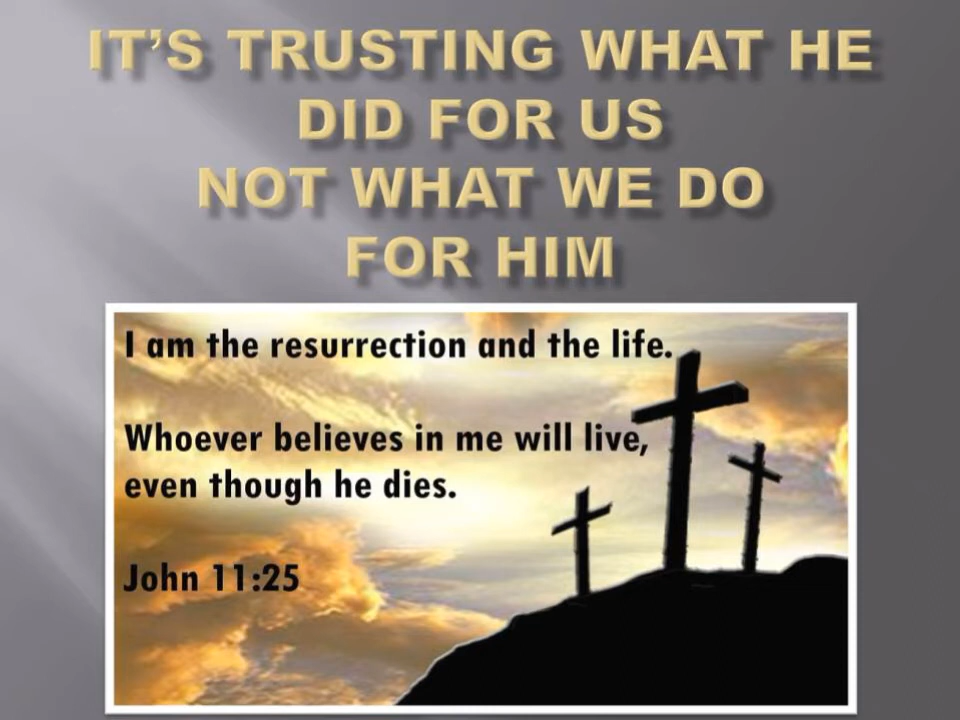 IT’S TRUSTING WHAT HE
DID FOR US
NOT WHAT WE DO
FOR HIM
I am the resurrection and the life.
Whoever believes in me will live,
even though he dies.
John 11:25